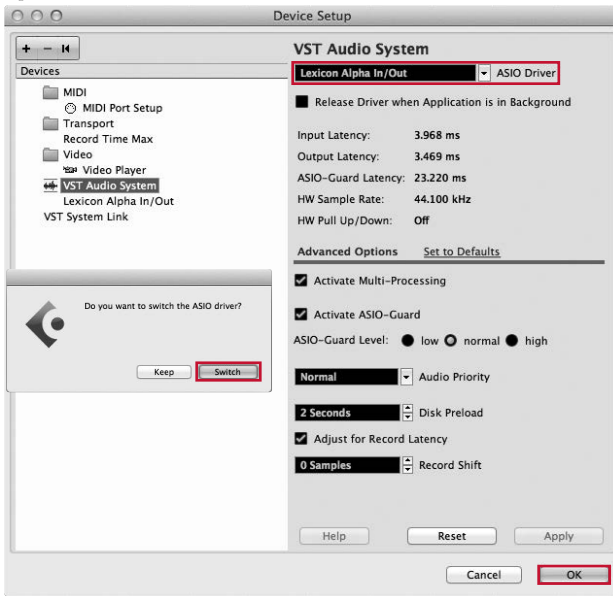 Device Setup
+ – I◀
Devices
MIDI
MIDI Port Setup
Transport
Record Time Max
Video
Video Player
VST Audio System
Lexicon Alpha In/Out
VST System Link
Do you want to switch the ASIO driver?
Keep Switch
VST Audio System
Lexicon Alpha In/Out ASIO Driver
Release Driver when Application is in Background
Input Latency: 3.968 ms
Output Latency: 3.469 ms
ASIO-Guard Latency: 23.220 ms
HW Sample Rate: 44.100 kHz
HW Pull Up/Down: Off
Advanced Options Set to Defaults
Activate Multi-Processing
Activate ASIO-Guard
ASIO-Guard Level: low normal high
Normal Audio Priority
2 Seconds Disk Preload
Adjust for Record Latency
0 Samples Record Shift
Help Reset Apply
Cancel OK